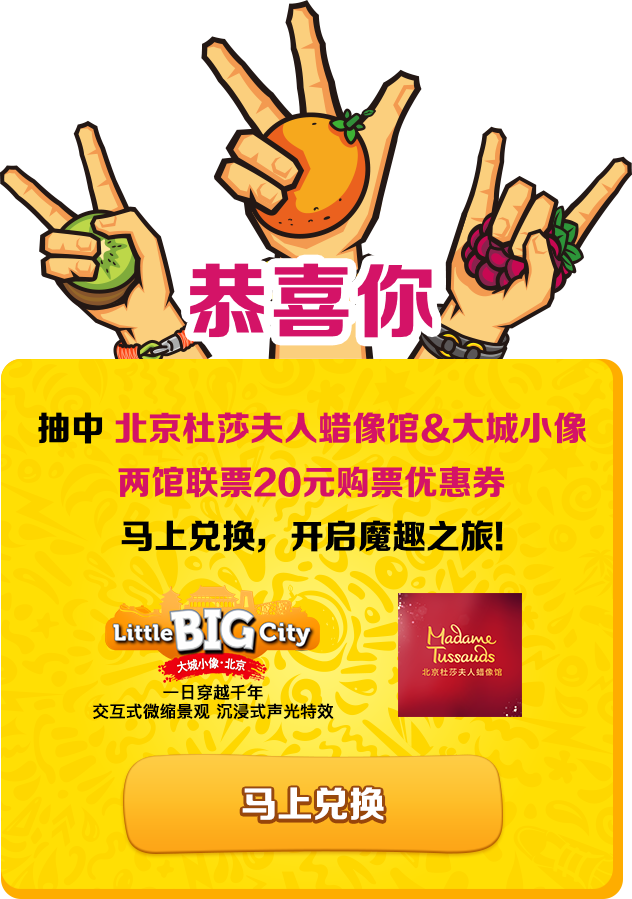 恭喜你
抽中 北京杜莎夫人蜡像馆&大城小像
两馆联票20元购票优惠券
马上兑换，开启魔趣之旅!
Little BIG City
大城小像·北京
一日穿越千年
交互式微缩景观 沉浸式声光特效
Madame
Tussauds
北京杜莎夫人蜡像馆
马上兑换